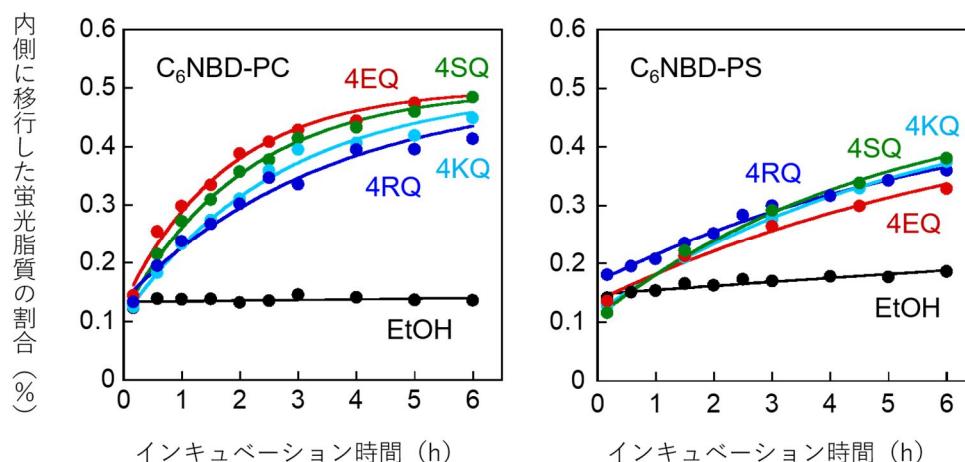 内側に移行した蛍光脂質の割合（%）
0.6
0.5
0.4
0.3
0.2
0.1
0
C₆NBD-PC
4EQ
4SQ
4KQ
4RQ
EtOH
0 1 2 3 4 5 6
インキュベーション時間（h）
0.6
0.5
0.4
0.3
0.2
0.1
0
C₆NBD-PS
4KQ
4SQ
4RQ
4EQ
EtOH
0 1 2 3 4 5 6
インキュベーション時間（h）